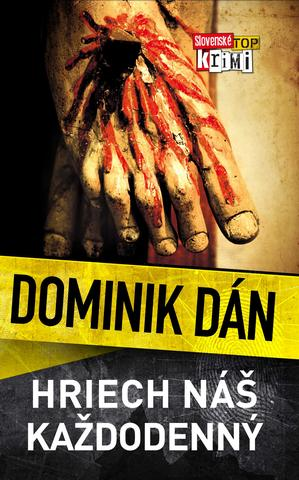 Slovenské TOP
Krimi
DOMINIK DÁN
HRIECH NÁŠ
KAŽDODENNÝ